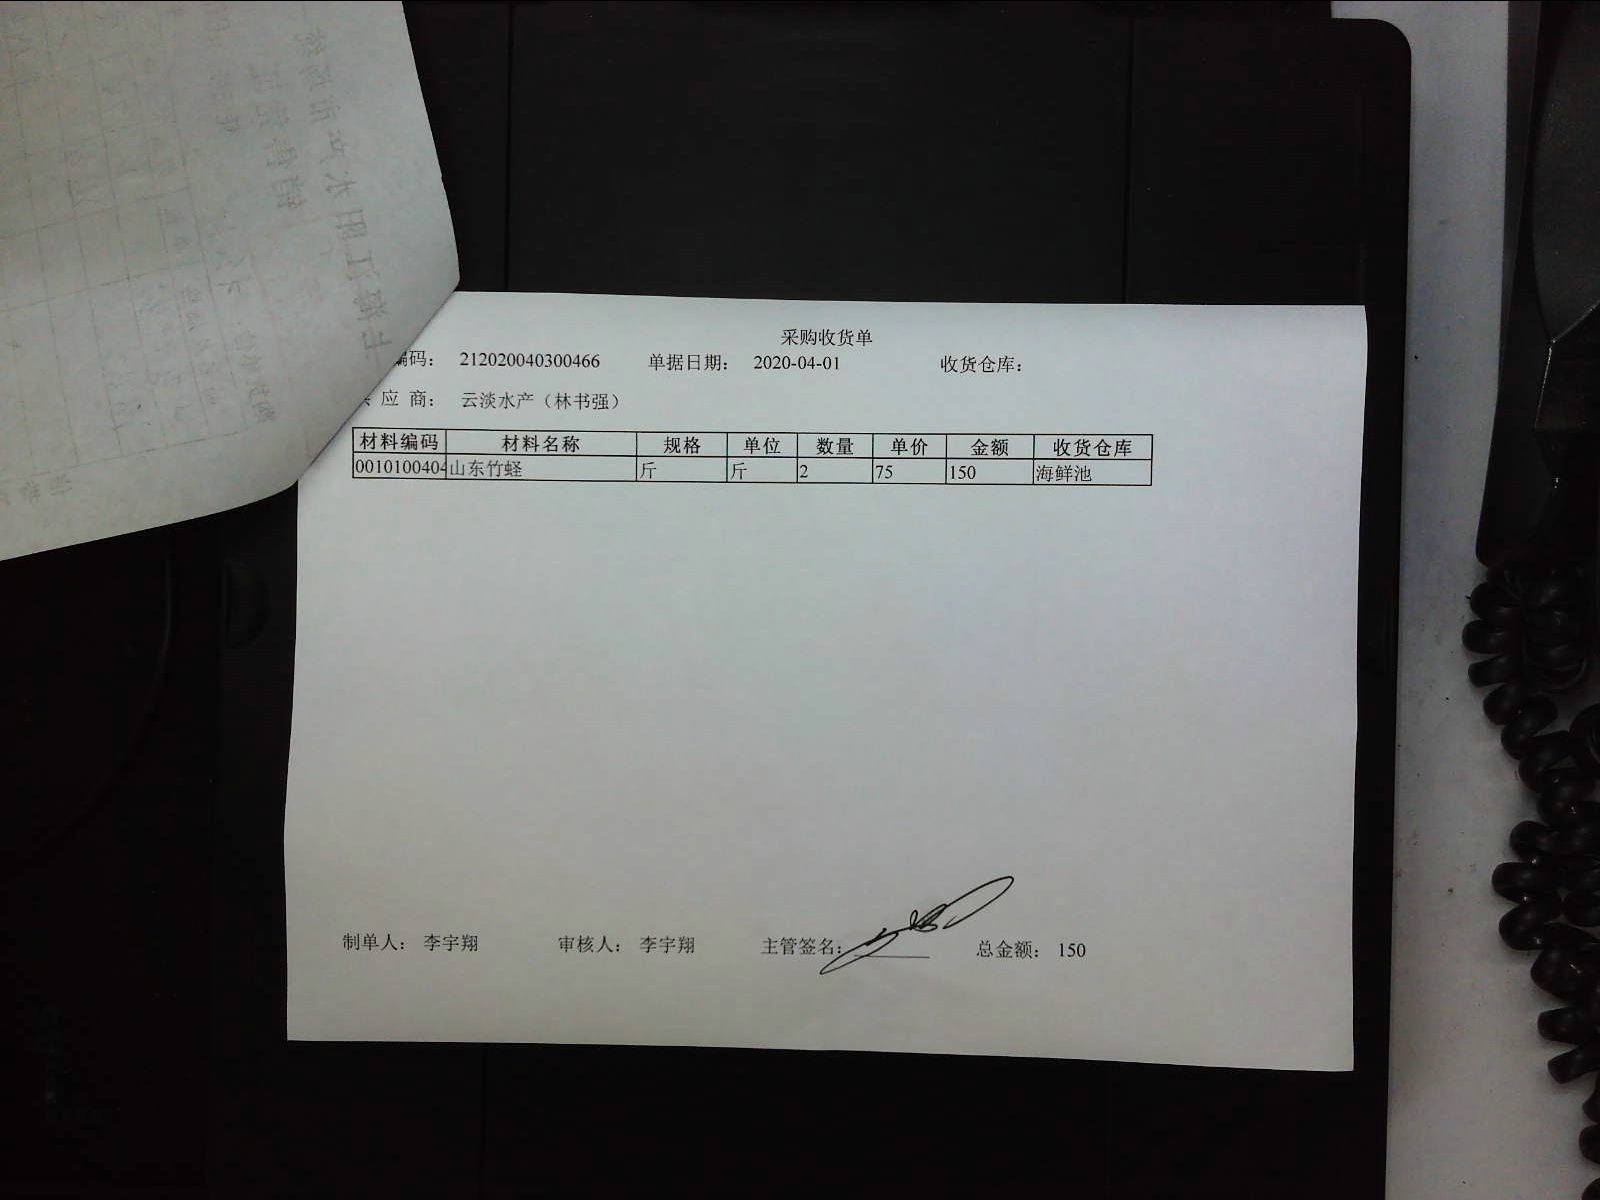 采购收货单
编码： 212020040300466 单据日期： 2020-04-01 收货仓库：
应 商： 云淡水产（林书强）
材料编码 材料名称 规格 单位 数量 单价 金额 收货仓库
0010100404 山东竹蛏 斤 斤 2 75 150 海鲜池
制单人： 李宇翔 审核人： 李宇翔 主管签名： 总金额： 150